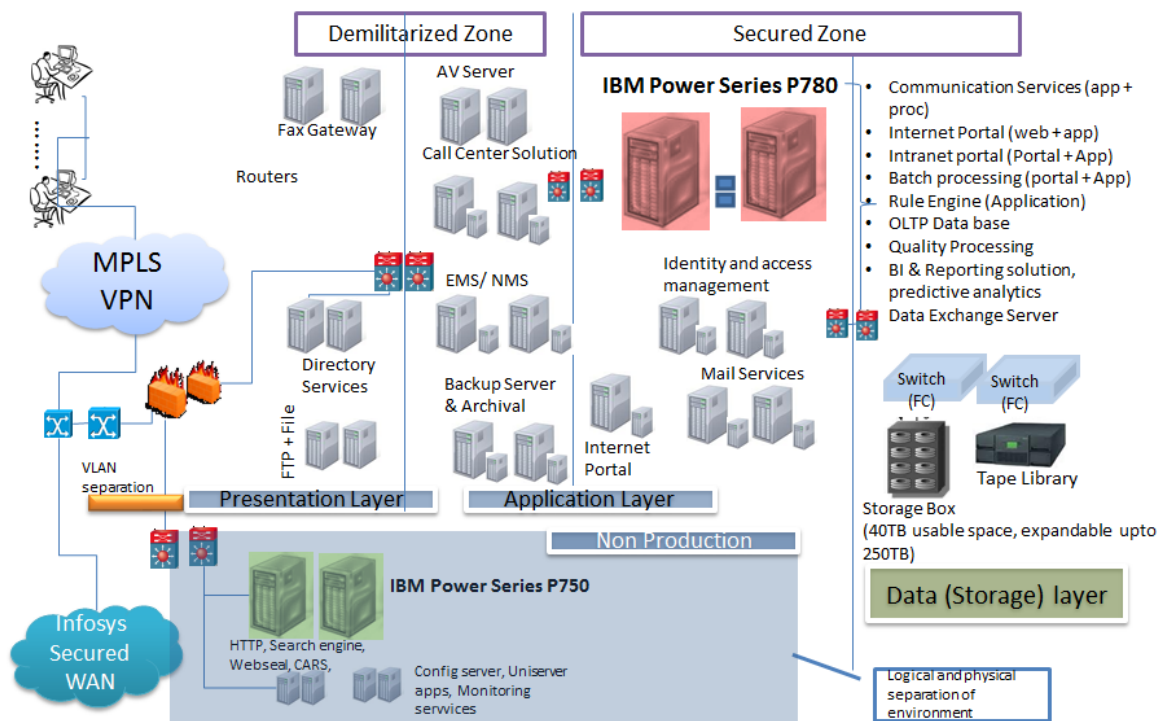 Demilitarized Zone
Secured Zone
AV Server
Fax Gateway
Call Center Solution
Routers
IBM Power Series P780
• Communication Services (app +
proc)
• Internet Portal (web + app)
• Intranet portal (Portal + App)
• Batch processing (portal + App)
• Rule Engine (Application)
• OLTP Data base
• Quality Processing
• BI & Reporting solution,
predictive analytics
Data Exchange Server
MPLS
VPN
EMS/ NMS
Identity and access
management
Directory
Services
Backup Server
& Archival
Mail Services
Internet
Portal
FTP + File
Switch
(FC)
Switch
(FC)
Tape Library
Storage Box
(40TB usable space, expandable upto
250TB)
VLAN
separation
Presentation Layer
Application Layer
Non Production
Data (Storage) layer
IBM Power Series P750
HTTP, Search engine,
Webseal, CARS,
Config server, Uniserver
apps, Monitoring
servvices
Infosys
Secured
WAN
Logical and physical
separation of
environment